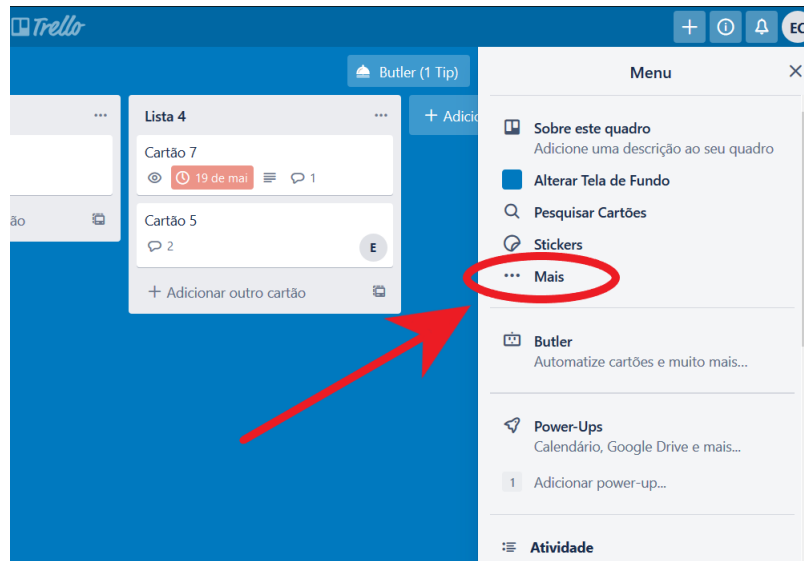 Trello
EC
Butler (1 Tip)
Menu
Lista 4
+ Adici
Sobre este quadro
Adicione uma descrição ao seu quadro
Cartão 7
19 de mai
1
Alterar Tela de Fundo
Pesquisar Cartões
ão
Cartão 5
2
E
Stickers
Mais
+ Adicionar outro cartão
Butler
Automatize cartões e muito mais...
Power-Ups
Calendário, Google Drive e mais...
1 Adicionar power-up...
Atividade